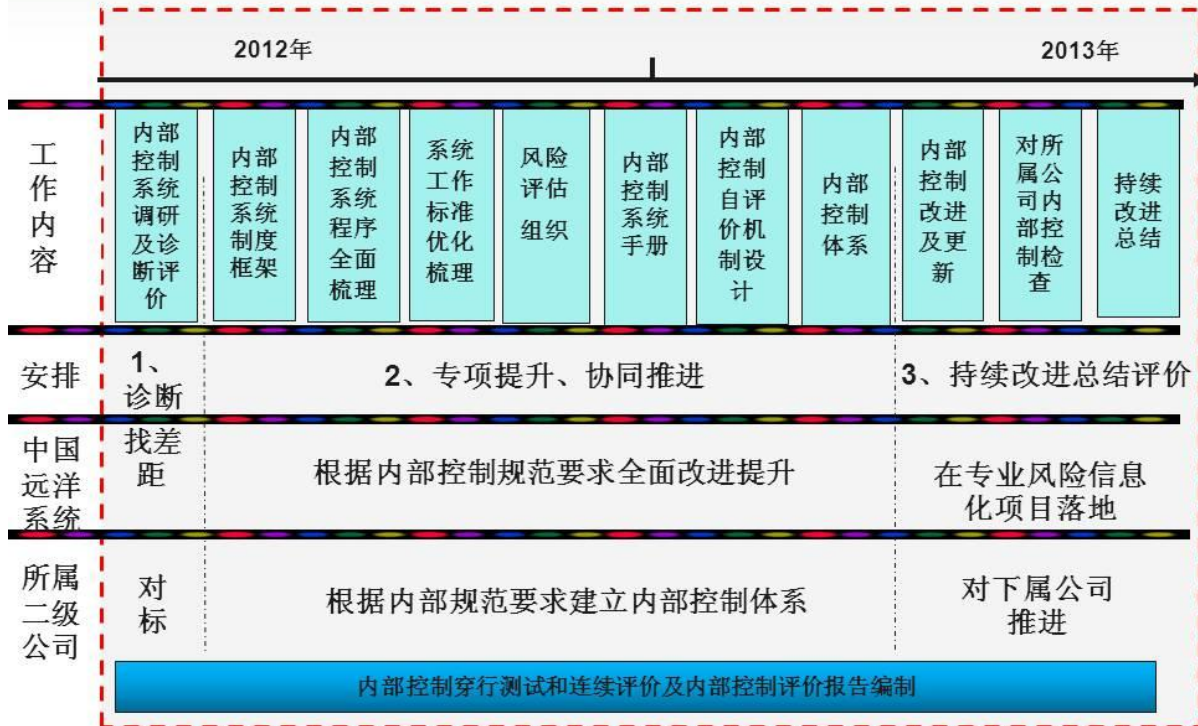 2012年
2013年
工
作
内
容
内部
控制
系统
调研
及诊
断评
价
内部
控制
系统
制度
框架
内部
控制
系统
程序
全面
梳理
系统
工作
标准
优化
梳理
风险
评估
组织
内部
控制
系统
手册
内部
控制
自评
价机
制设
计
内部
控制
体系
内部
控制
改进
及更
新
对所
属公
司内
部控
制检
查
持续
改进
总结
安排
1、
诊断
2、专项提升、协同推进
3、持续改进总结评价
中国
远洋
系统
找差
距
根据内部控制规范要求全面改进提升
在专业风险信息
化项目落地
所属
二级
公司
对
标
根据内部规范要求建立内部控制体系
对下属公司
推进
内部控制穿行测试和连续评价及内部控制评价报告编制